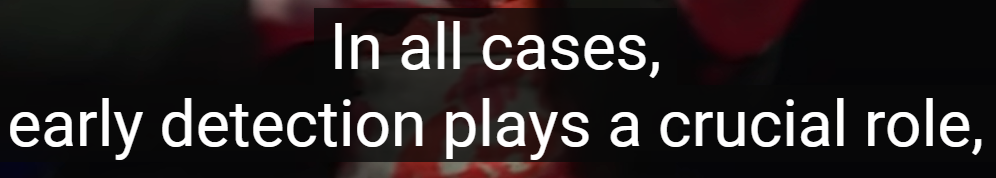 In all cases,
early detection plays a crucial role,